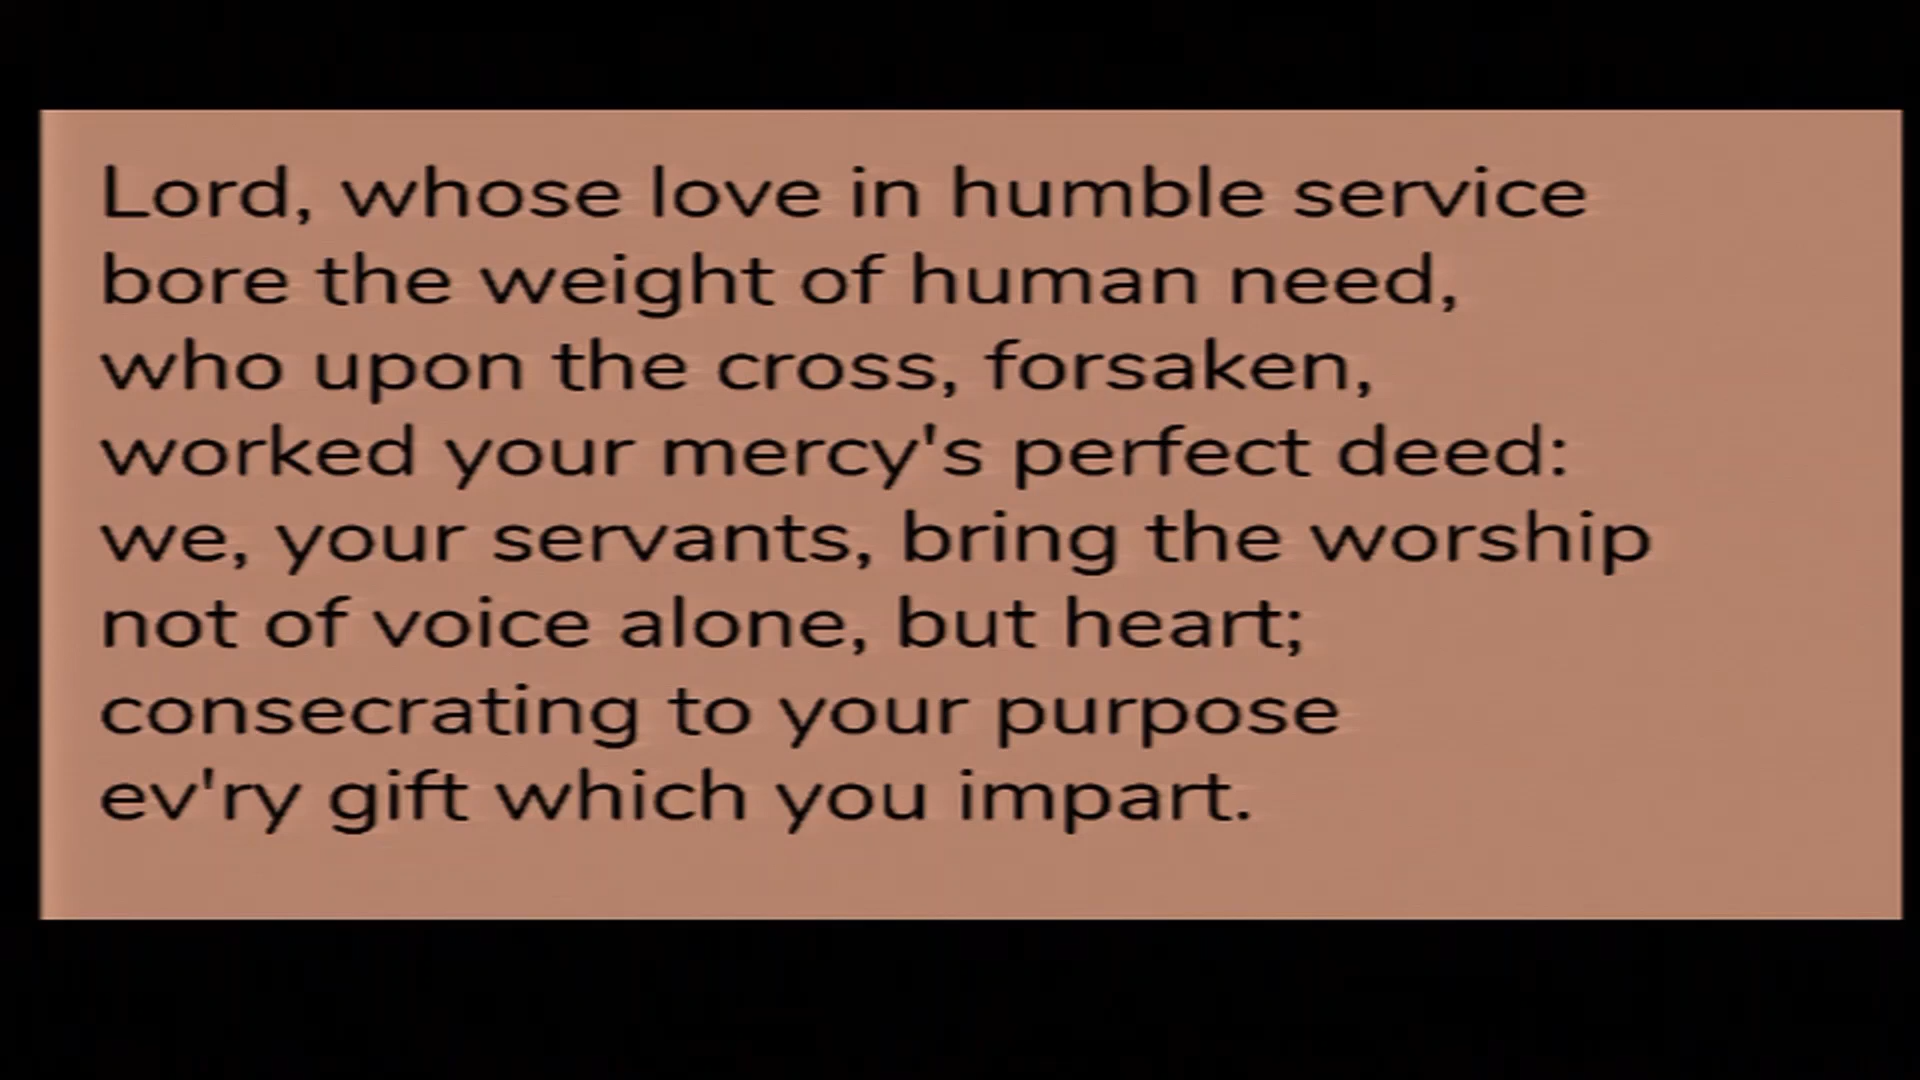 Lord, whose love in humble service
bore the weight of human need,
who upon the cross, forsaken,
worked your mercy's perfect deed:
we, your servants, bring the worship
not of voice alone, but heart;
consecrating to your purpose
ev'ry gift which you impart.